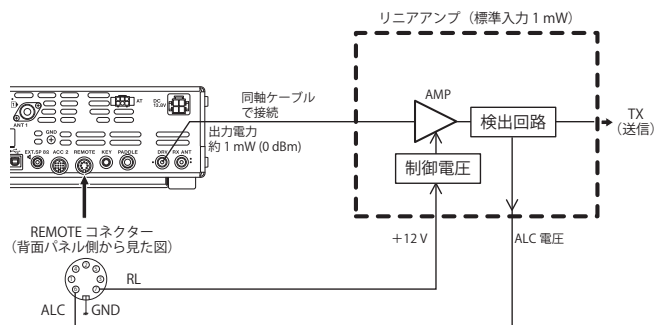 リニアアンプ（標準入力 1 mW）
同軸ケーブル
で接続
AMP
検出回路
TX
（送信）
出力電力
約 1 mW (0 dBm)
制御電圧
ANT 1
GND
AT
DC
13.8V
EXT.SP 8Ω ACC 2 REMOTE KEY PADDLE DRV RX ANT
REMOTE コネクター
（背面パネル側から見た図）
＋12 V
ALC 電圧
RL
ALC
GND